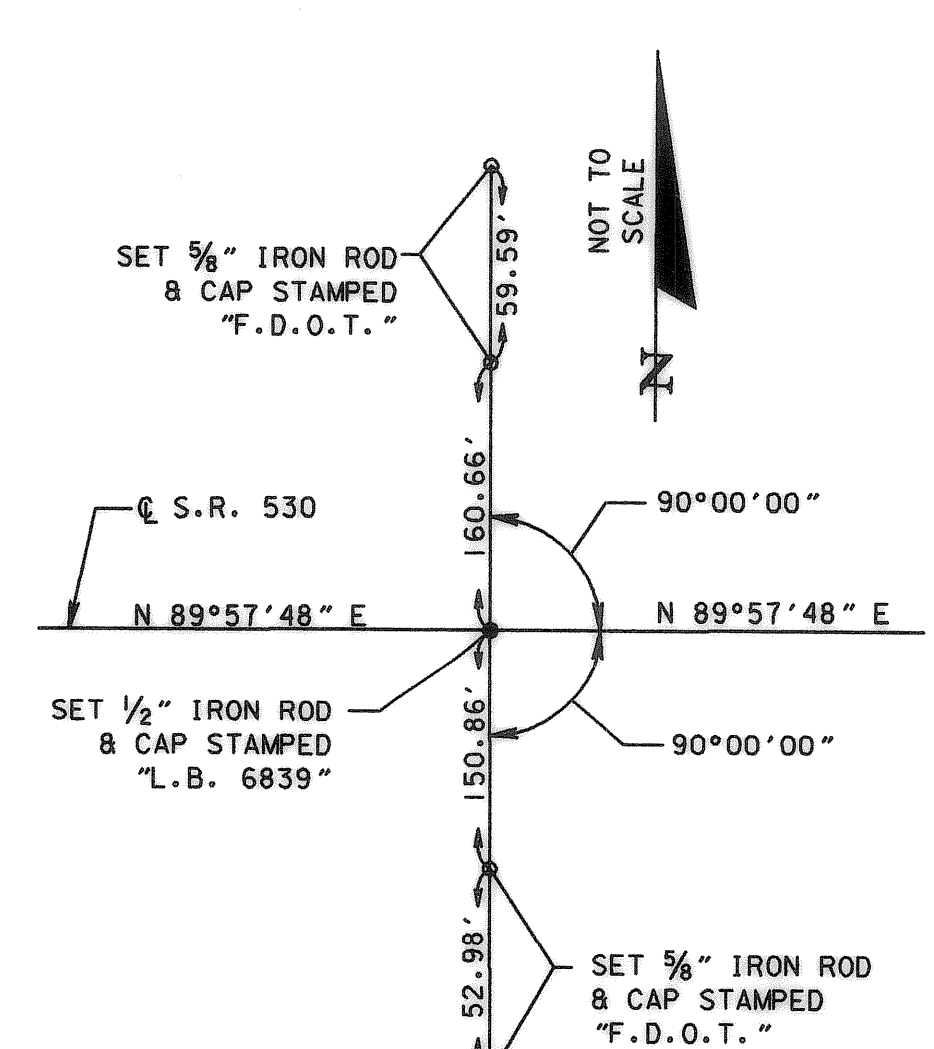 NOT TO
SCALE
N
SET 5/8" IRON ROD
& CAP STAMPED
"F.D.O.T."
59.59'
160.66'
℄ S.R. 530
90°00'00"
N 89°57'48" E
N 89°57'48" E
SET 1/2" IRON ROD
& CAP STAMPED
"L.B. 6839"
150.86'
90°00'00"
52.98'
SET 5/8" IRON ROD
& CAP STAMPED
"F.D.O.T."